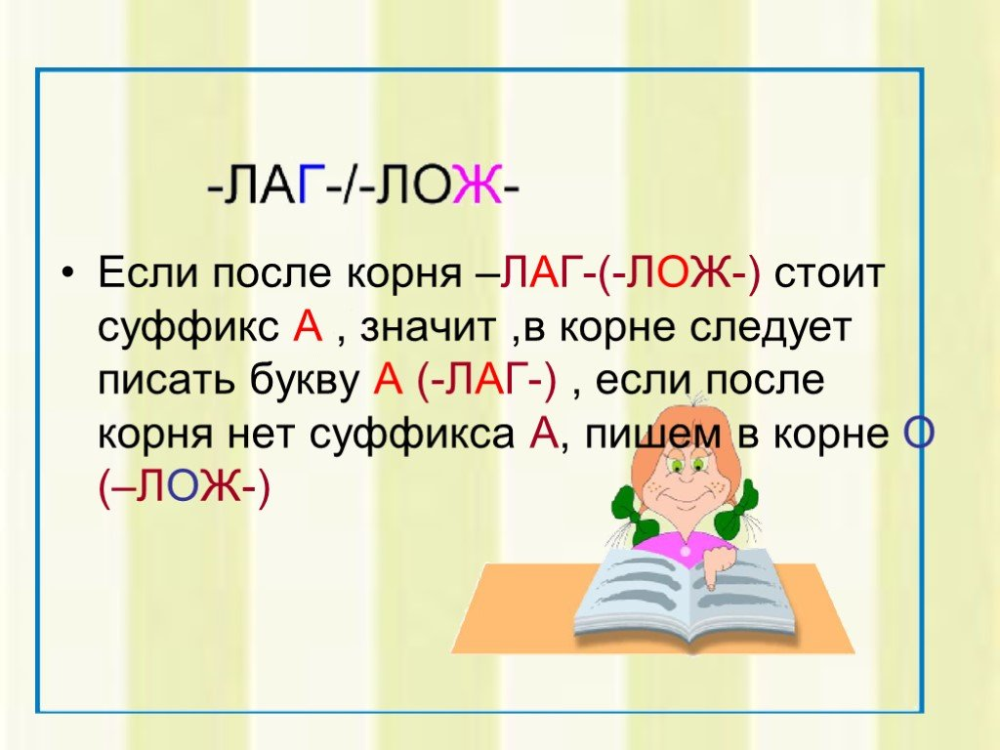 -ЛАГ-/-ЛОЖ-
• Если после корня –ЛАГ-(-ЛОЖ-) стоит
суффикс А , значит ,в корне следует
писать букву А (-ЛАГ-) , если после
корня нет суффикса А, пишем в корне О
(–ЛОЖ-)